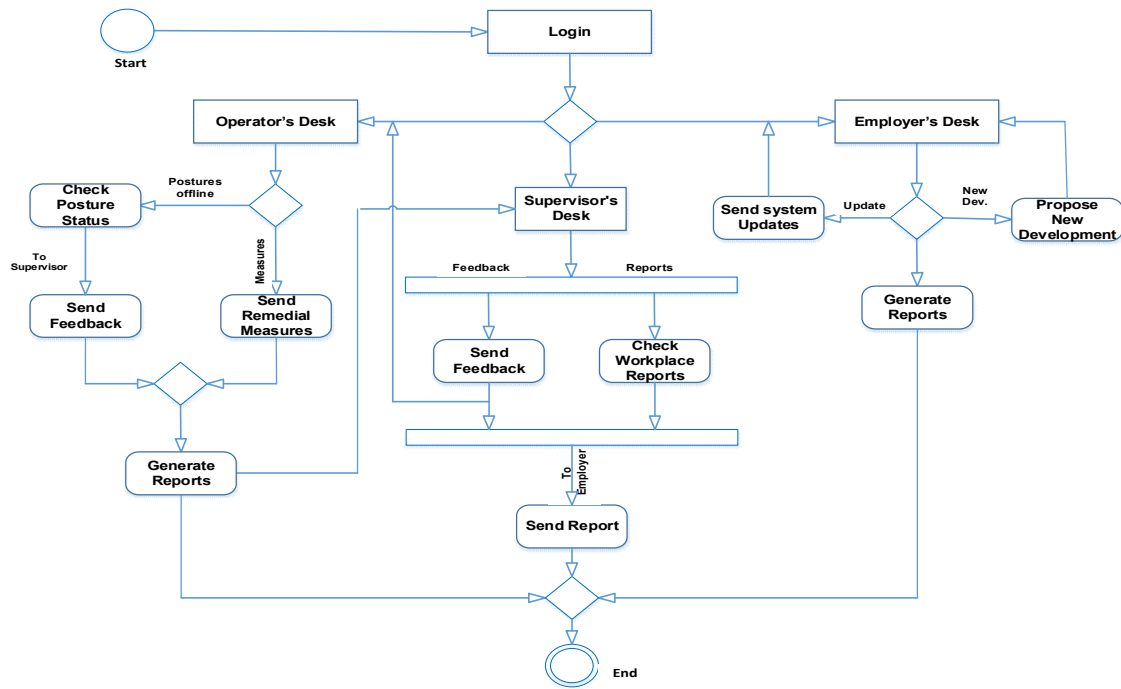 Login
Start
Operator's Desk
Employer's Desk
Postures
offline
Check
Posture
Status
Supervisor's
Desk
Send system
Updates
Update
New
Dev.
Propose
New
Development
To
Supervisor
Measures
Feedback
Reports
Send
Feedback
Send
Remedial
Measures
Generate
Reports
Send
Feedback
Check
Workplace
Reports
Generate
Reports
To
Employer
Send Report
End